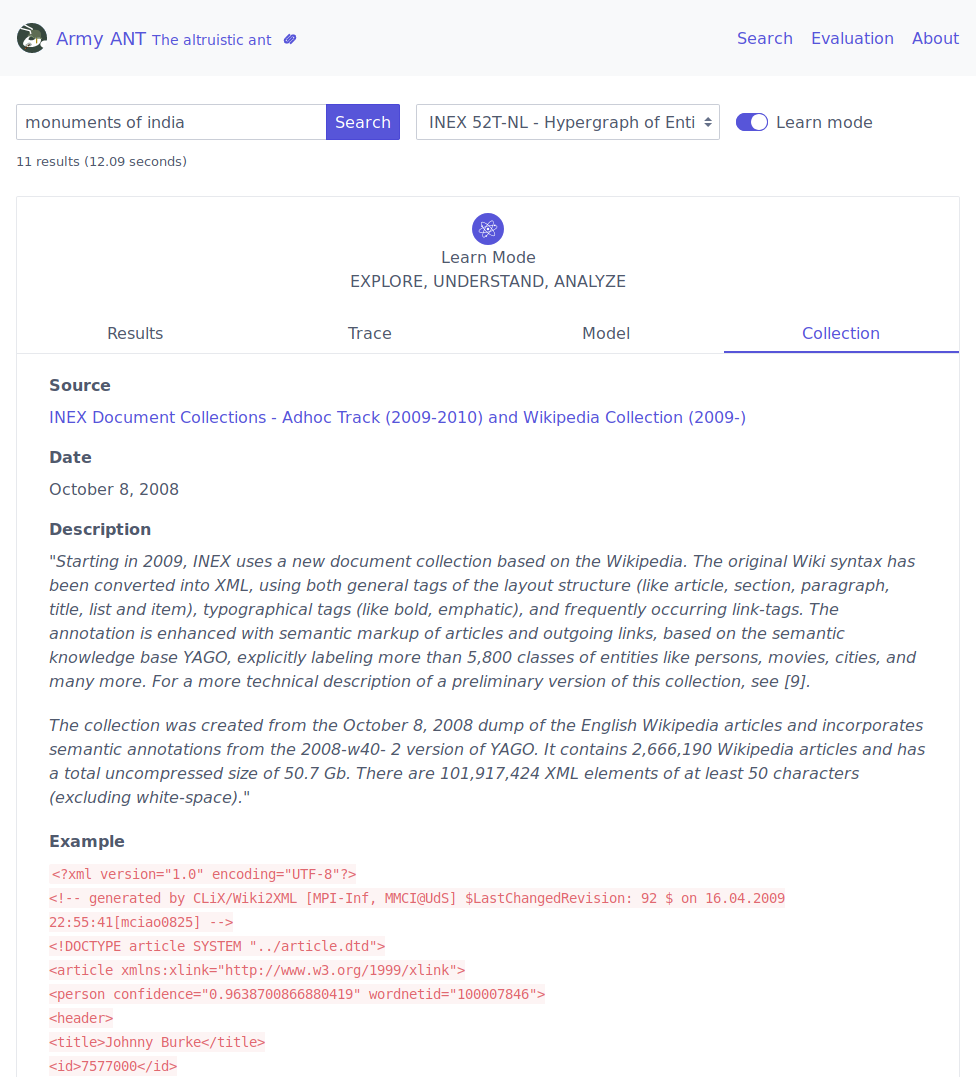 Army ANT The altruistic ant
Search Evaluation About
monuments of india Search INEX 52T-NL - Hypergraph of Enti Learn mode
11 results (12.09 seconds)
Learn Mode
EXPLORE, UNDERSTAND, ANALYZE
Results Trace Model Collection
Source
INEX Document Collections - Adhoc Track (2009-2010) and Wikipedia Collection (2009-)
Date
October 8, 2008
Description
"Starting in 2009, INEX uses a new document collection based on the Wikipedia. The original Wiki syntax has
been converted into XML, using both general tags of the layout structure (like article, section, paragraph,
title, list and item), typographical tags (like bold, emphatic), and frequently occurring link-tags. The
annotation is enhanced with semantic markup of articles and outgoing links, based on the semantic
knowledge base YAGO, explicitly labeling more than 5,800 classes of entities like persons, movies, cities, and
many more. For a more technical description of a preliminary version of this collection, see [9].
The collection was created from the October 8, 2008 dump of the English Wikipedia articles and incorporates
semantic annotations from the 2008-w40- 2 version of YAGO. It contains 2,666,190 Wikipedia articles and has
a total uncompressed size of 50.7 Gb. There are 101,917,424 XML elements of at least 50 characters
(excluding white-space)."
Example
<?xml version="1.0" encoding="UTF-8"?>
<!-- generated by CLiX/Wiki2XML [MPI-Inf, MMCI@UdS] $LastChangedRevision: 92 $ on 16.04.2009
22:55:41[mciao0825] -->
<!DOCTYPE article SYSTEM "../article.dtd">
<article xmlns:xlink="http://www.w3.org/1999/xlink">
<person confidence="0.9638700866880419" wordnetid="100007846">
<header>
<title>Johnny Burke</title>
<id>7577000</id>